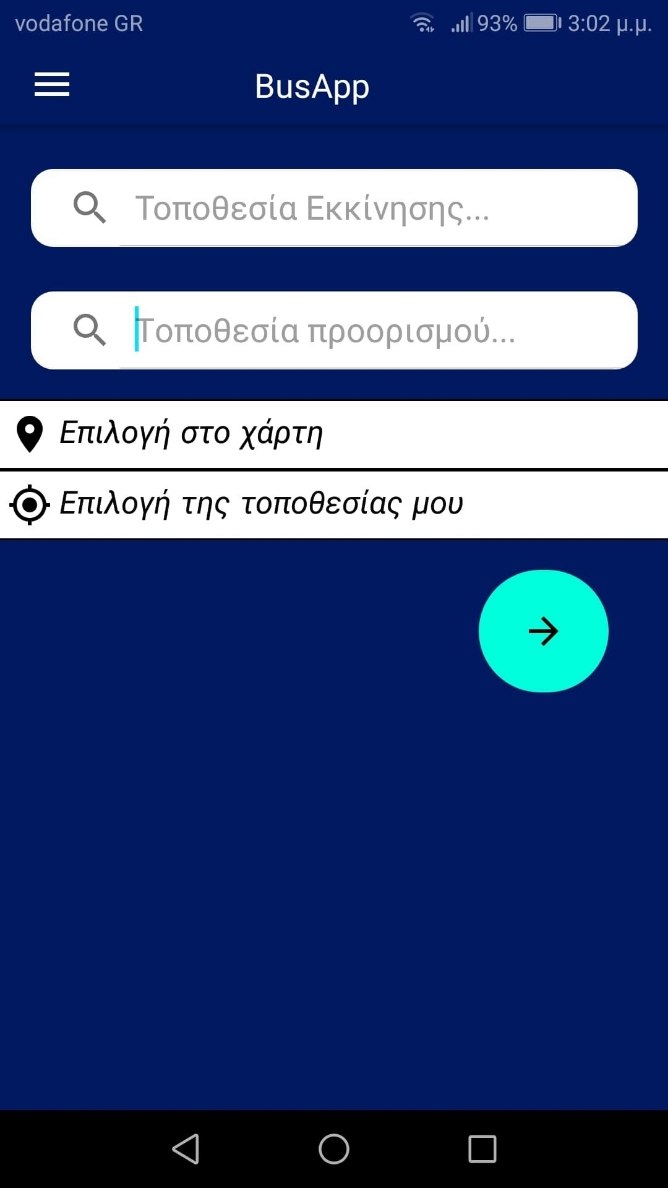 vodafone GR 93% 3:02 μ.μ.
BusApp
Τοποθεσία Εκκίνησης...
Τοποθεσία προορισμού...
Επιλογή στο χάρτη
Επιλογή της τοποθεσίας μου